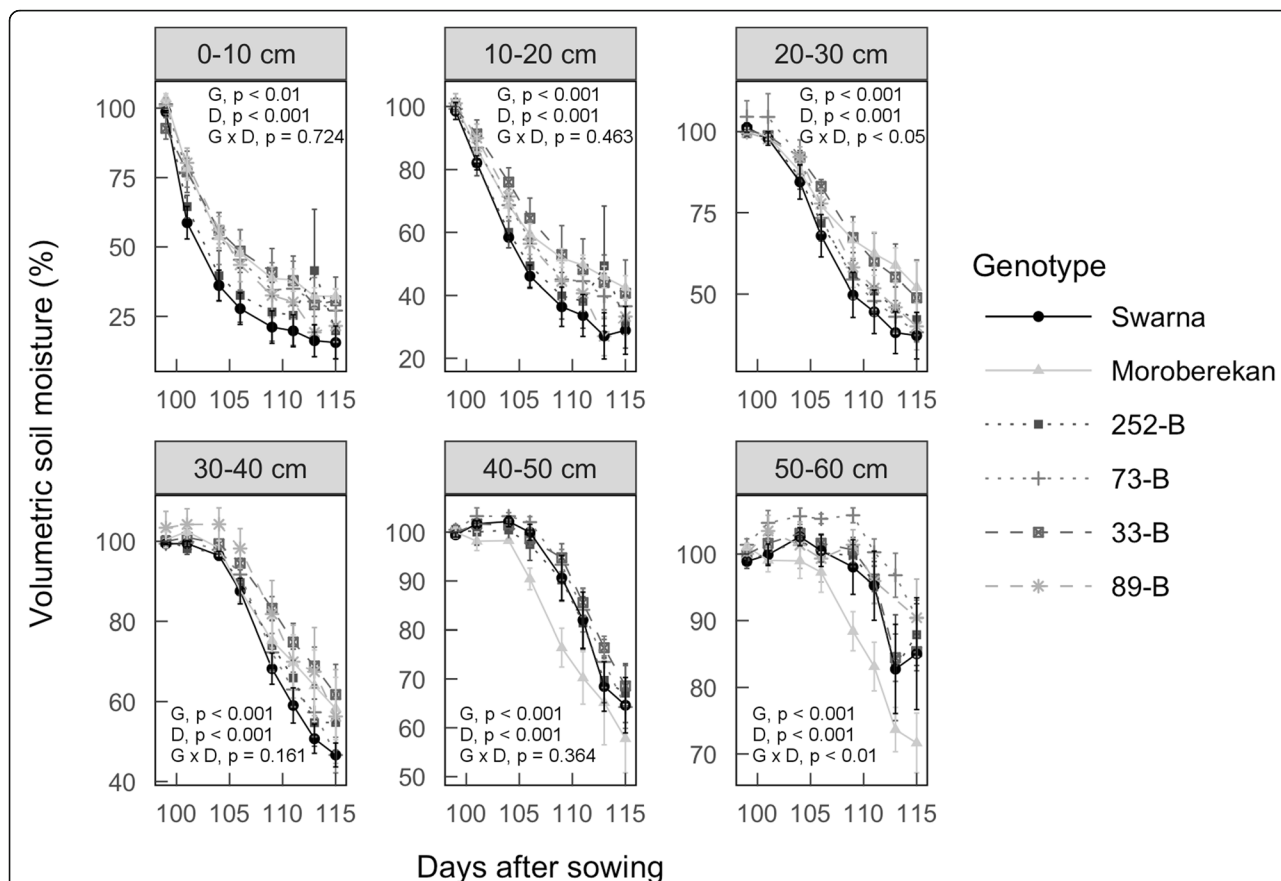 0-10 cm
10-20 cm
20-30 cm
G, p < 0.01
D, p < 0.001
G x D, p = 0.724
G, p < 0.001
D, p < 0.001
G x D, p = 0.463
G, p < 0.001
D, p < 0.001
G x D, p < 0.05
100
75
50
25
100
80
60
40
20
100
75
50
100 105 110 115
100 105 110 115
100 105 110 115
30-40 cm
40-50 cm
50-60 cm
G, p < 0.001
D, p < 0.001
G x D, p = 0.161
G, p < 0.001
D, p < 0.001
G x D, p = 0.364
G, p < 0.001
D, p < 0.001
G x D, p < 0.01
100
80
60
40
100
90
80
70
60
50
100
90
80
70
100 105 110 115
100 105 110 115
100 105 110 115
Volumetric soil moisture (%)
Days after sowing
Genotype
Swarna
Moroberekan
252-B
73-B
33-B
89-B